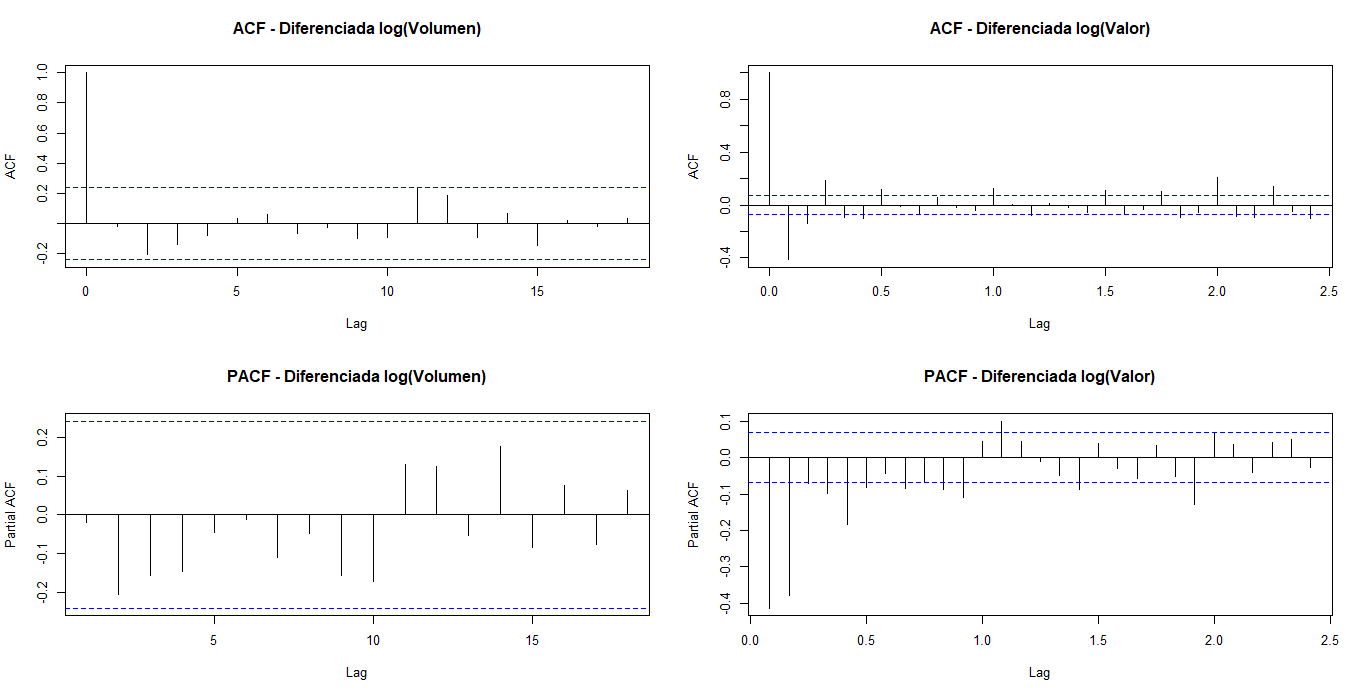 ACF - Diferenciada log(Volumen)
ACF
1.0
0.8
0.6
0.4
0.2
-0.2
0 5 10 15
Lag
ACF - Diferenciada log(Valor)
ACF
0.8
0.4
0.0
-0.4
0.0 0.5 1.0 1.5 2.0 2.5
Lag
PACF - Diferenciada log(Volumen)
Partial ACF
0.2
0.1
0.0
-0.1
-0.2
5 10 15
Lag
PACF - Diferenciada log(Valor)
Partial ACF
0.1
0.0
-0.1
-0.2
-0.3
-0.4
0.0 0.5 1.0 1.5 2.0 2.5
Lag